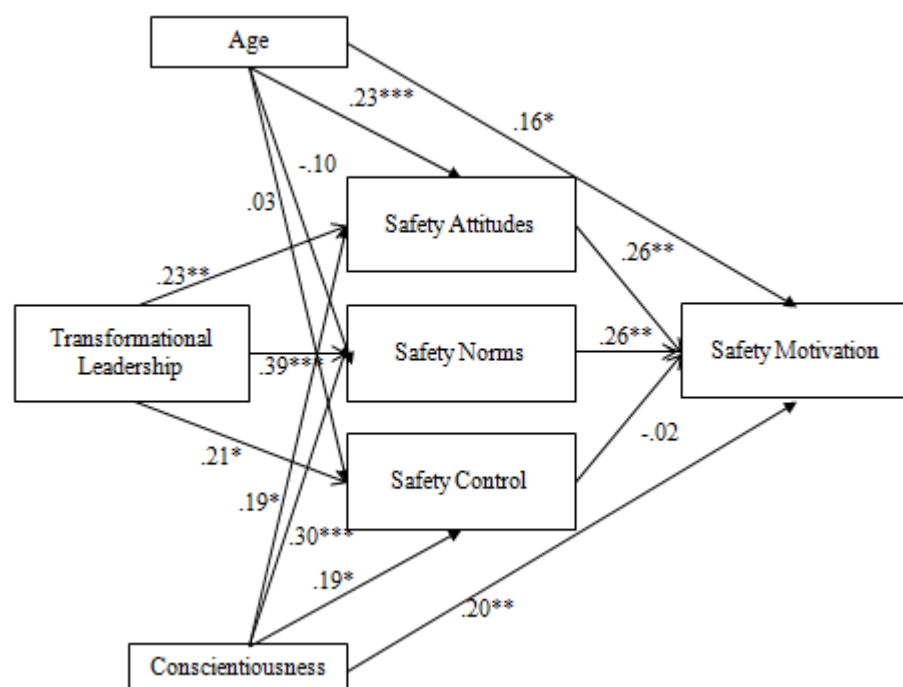 Age
.23***
.16*
-.10
.03
Safety Attitudes
.23**
.26**
Transformational
Leadership
.39***
Safety Norms
.26**
Safety Motivation
.21*
-.02
Safety Control
.19*
.30***
.19*
.20**
Conscientiousness